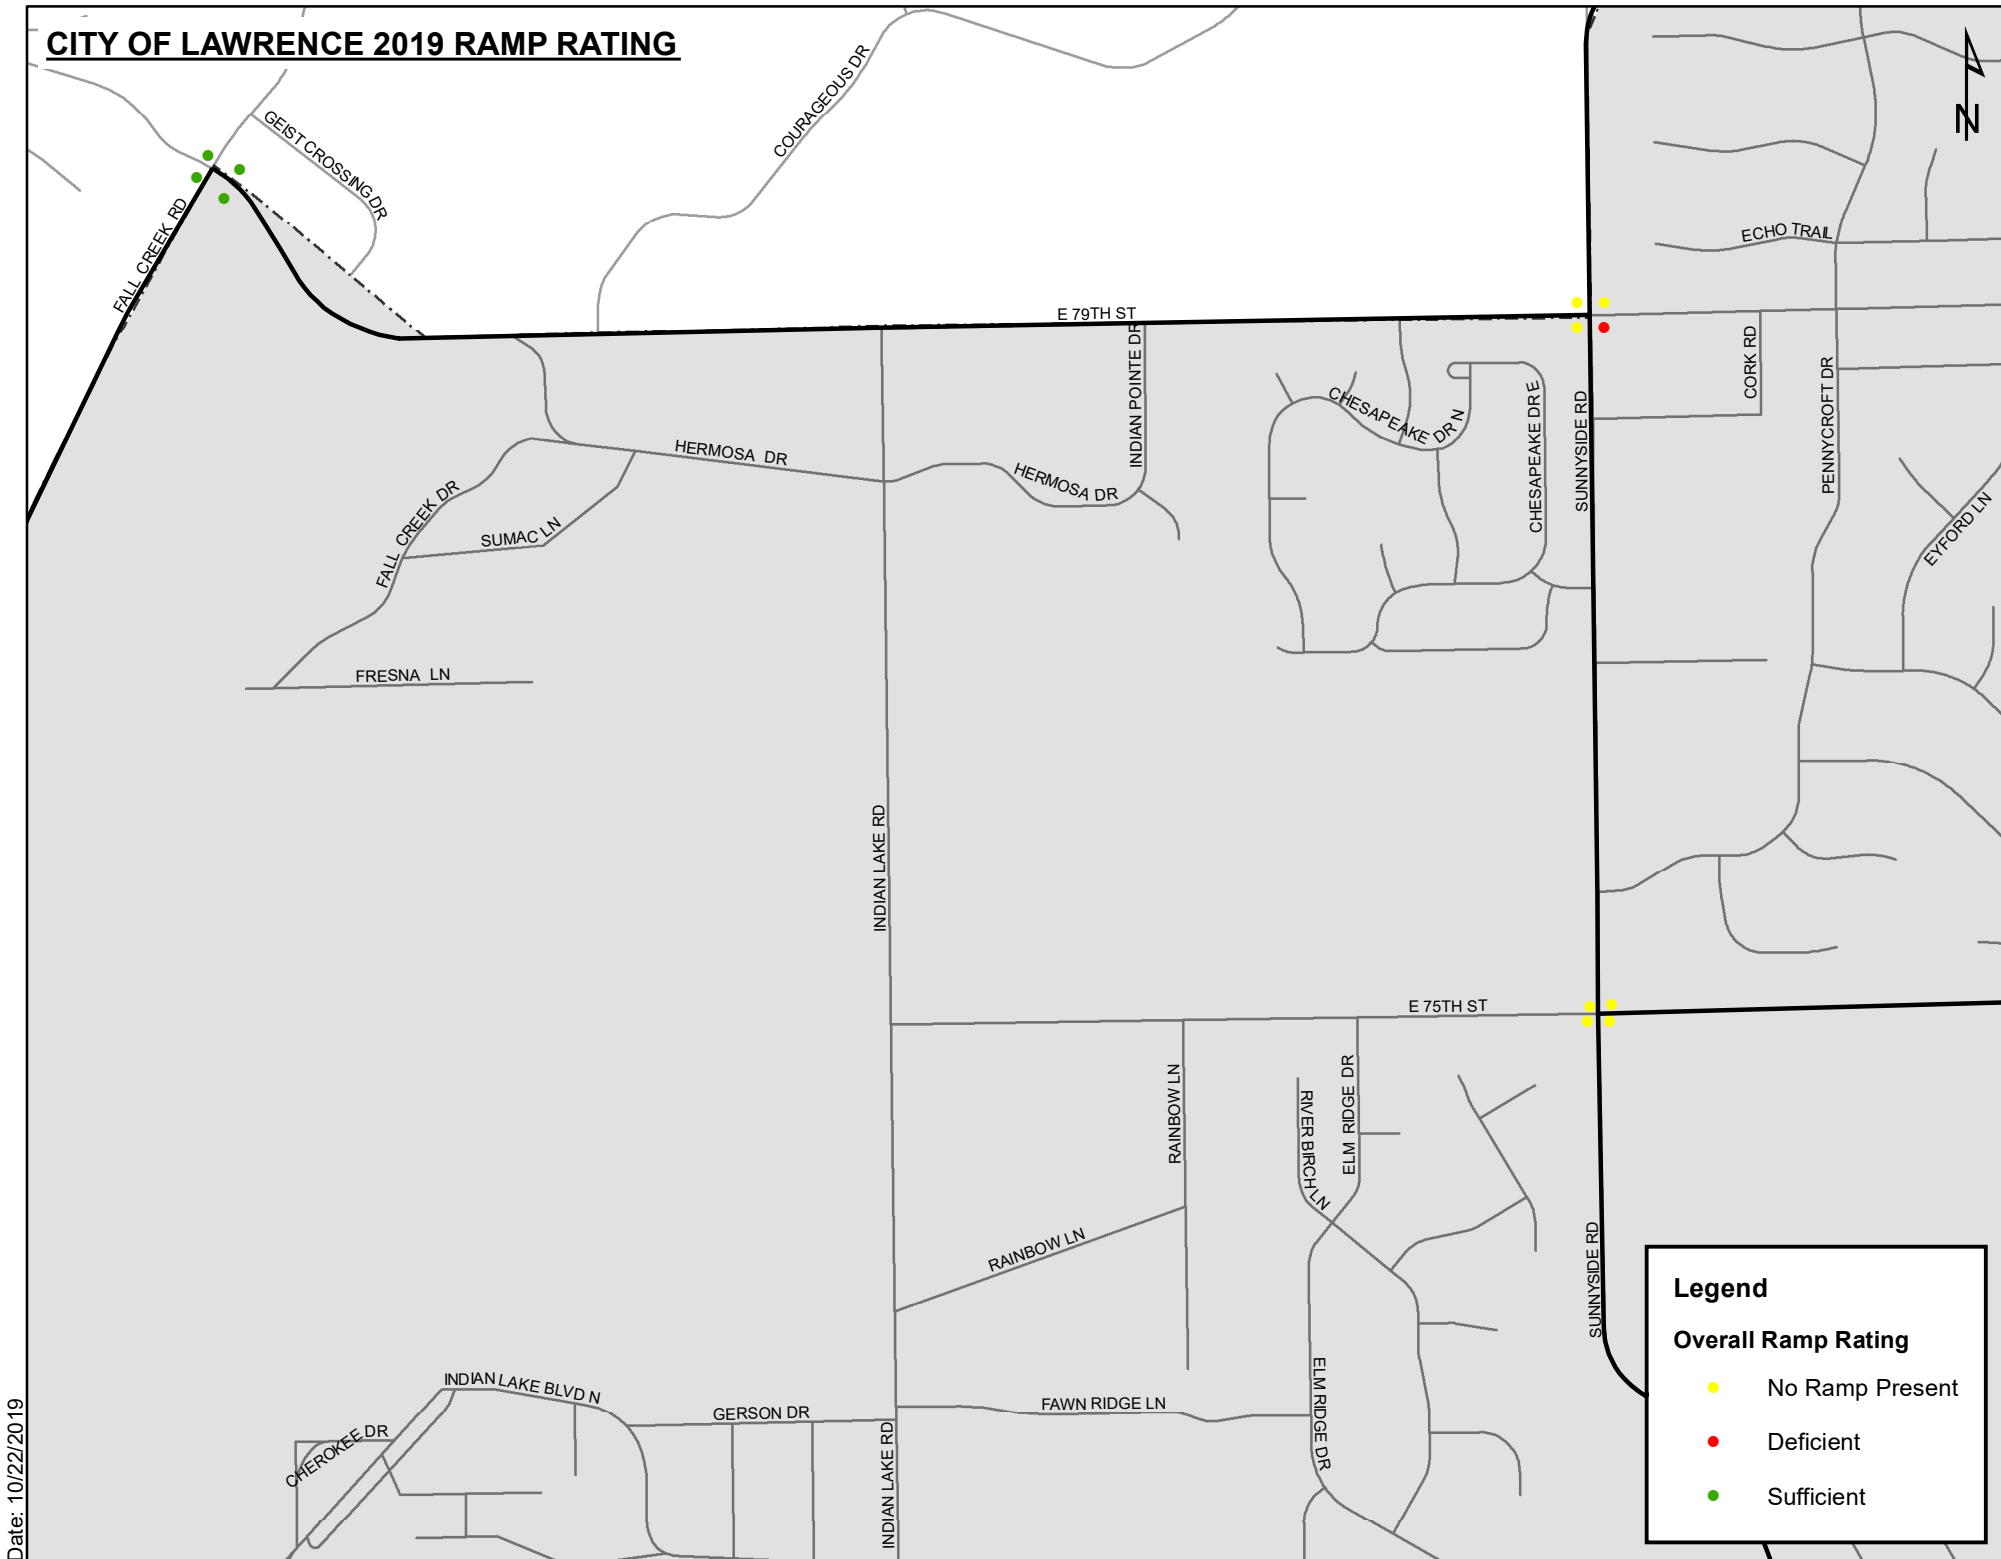 CITY OF LAWRENCE 2019 RAMP RATING
N
GEIST CROSSING DR
COURAGEOUS DR
FALL CREEK RD
ECHO TRAIL
E 79TH ST
CORK RD
INDIAN POINTE DR
CHESAPEAKE DR N
CHESAPEAKE DR E
SUNNYSIDE RD
PENNYCROFT DR
HERMOSA DR
HERMOSA DR
FALL CREEK DR
SUMAC LN
EYFORD LN
FRESNA LN
INDIAN LAKE RD
E 75TH ST
RAINBOW LN
RIVER BIRCH LN
ELM RIDGE DR
RAINBOW LN
SUNNYSIDE RD
INDIAN LAKE BLVD N
GERSON DR
FAWN RIDGE LN
ELM RIDGE DR
CHEROKEE DR
INDIAN LAKE RD
Legend
Overall Ramp Rating
No Ramp Present
Deficient
Sufficient
Date: 10/22/2019